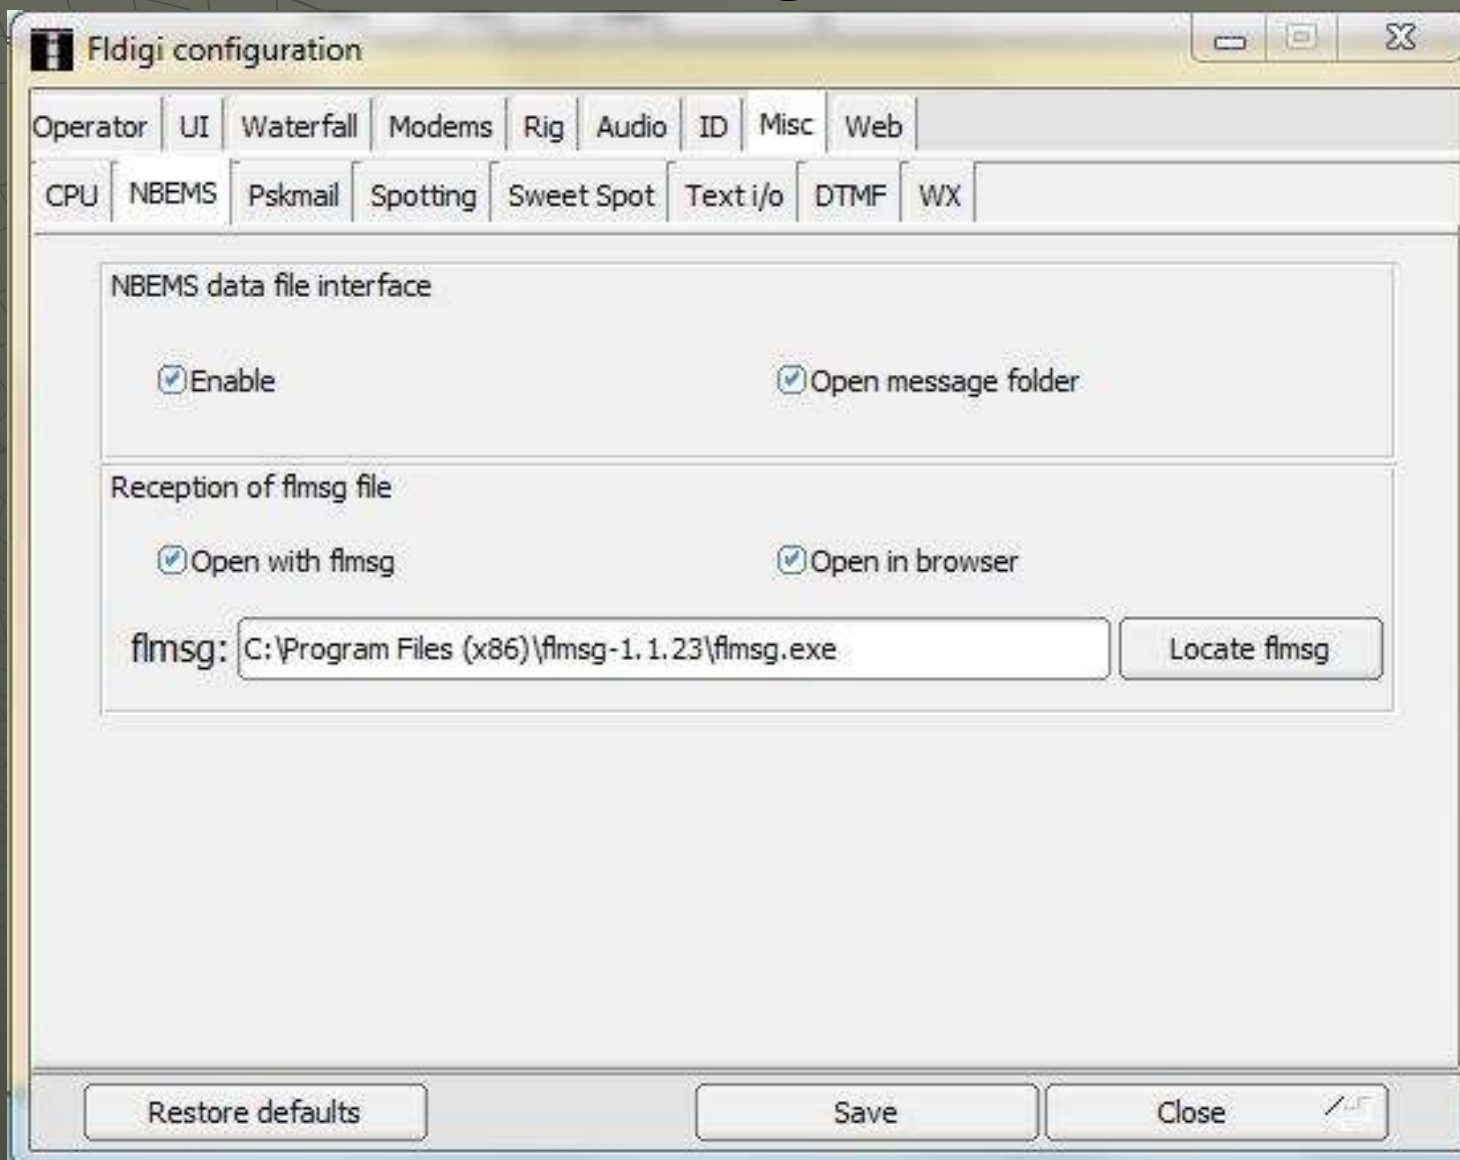 Fldigi configuration
Operator UI Waterfall Modems Rig Audio ID Misc Web
CPU NBEMS Pskmail Spotting Sweet Spot Text i/o DTMF WX
NBEMS data file interface
Enable Open message folder
Reception of flmsg file
Open with flmsg Open in browser
flmsg: C:\Program Files (x86)\flmsg-1.1.23\flmsg.exe Locate flmsg
Restore defaults Save Close